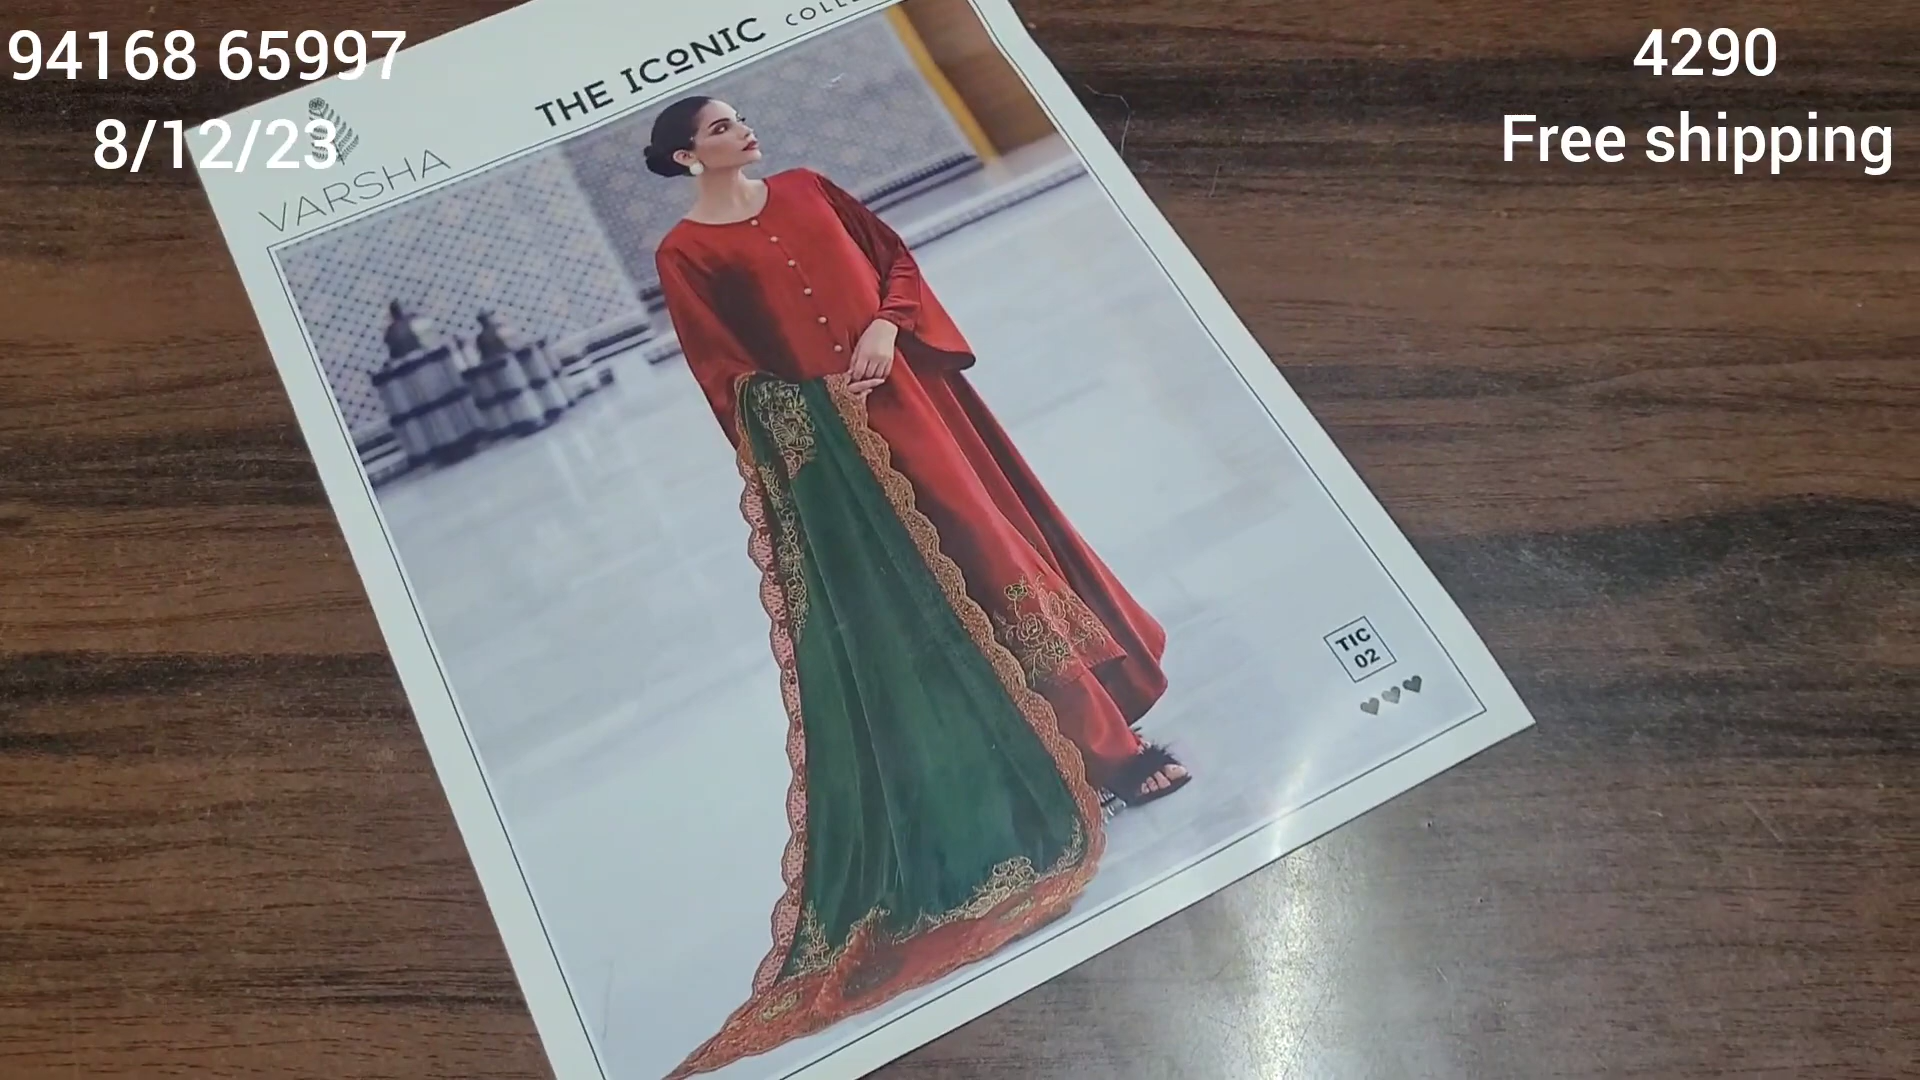 94168 65997
8/12/23
4290
Free shipping
THE ICONIC
VARSHA
TIC
02